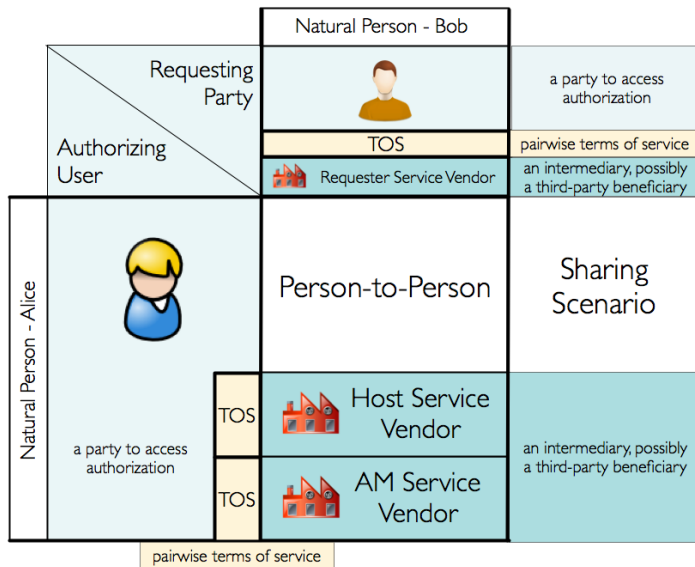 Natural Person - Bob
Requesting
Party
a party to access
authorization
Authorizing
User
TOS
pairwise terms of service
Requester Service Vendor
an intermediary, possibly
a third-party beneficiary
Natural Person - Alice
Person-to-Person
Sharing
Scenario
a party to access
authorization
TOS
Host Service
Vendor
an intermediary, possibly
a third-party beneficiary
TOS
AM Service
Vendor
pairwise terms of service